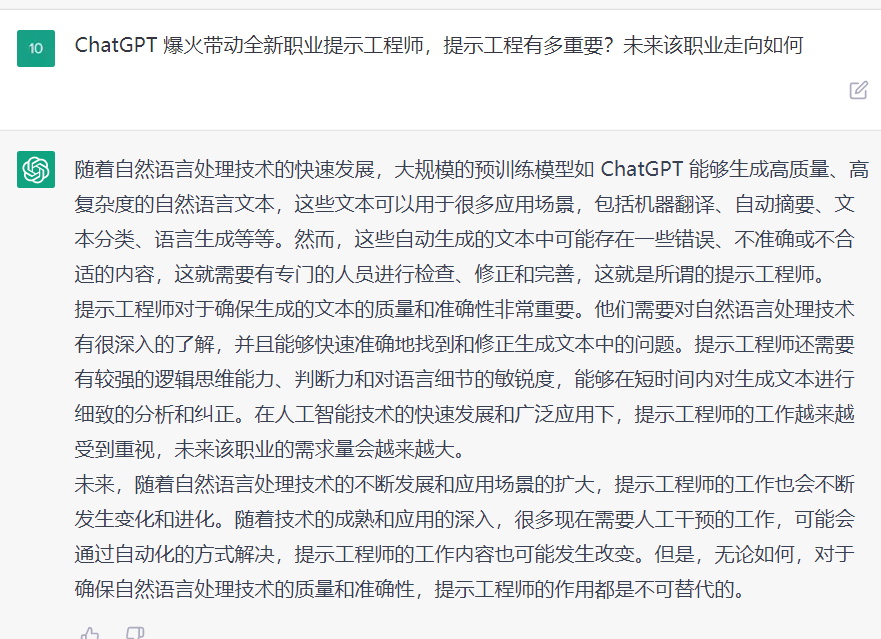 10
ChatGPT 爆火带动全新职业提示工程师，提示工程有多重要？未来该职业走向如何
随着自然语言处理技术的快速发展，大规模的预训练模型如 ChatGPT 能够生成高质量、高
复杂度的自然语言文本，这些文本可以用于很多应用场景，包括机器翻译、自动摘要、文
本分类、语言生成等等。然而，这些自动生成的文本中可能存在一些错误、不准确或不合
适的内容，这就需要有专门的人员进行检查、修正和完善，这就是所谓的提示工程师。
提示工程师对于确保生成的文本的质量和准确性非常重要。他们需要对自然语言处理技术
有很深入的了解，并且能够快速准确地找到和修正生成文本中的问题。提示工程师还需要
有较强的逻辑思维能力、判断力和对语言细节的敏锐度，能够在短时间内对生成文本进行
细致的分析和纠正。在人工智能技术的快速发展和广泛应用下，提示工程师的工作越来越
受到重视，未来该职业的需求量会越来越大。
未来，随着自然语言处理技术的不断发展和应用场景的扩大，提示工程师的工作也会不断
发生变化和进化。随着技术的成熟和应用的深入，很多现在需要人工干预的工作，可能会
通过自动化的方式解决，提示工程师的工作内容也可能发生改变。但是，无论如何，对于
确保自然语言处理技术的质量和准确性，提示工程师的作用都是不可替代的。